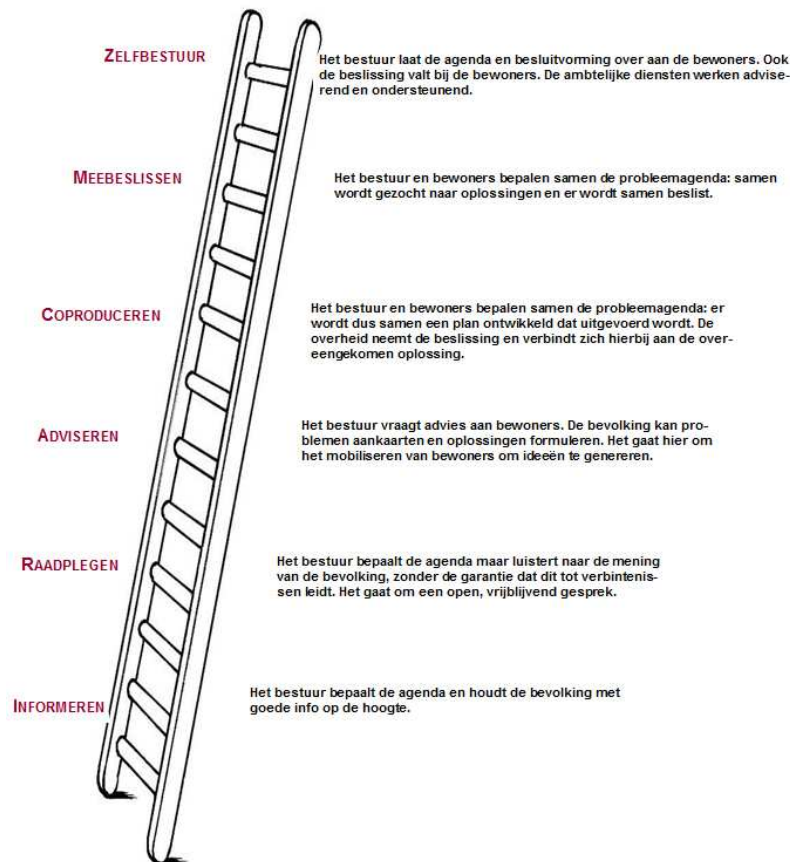 ZELFBESTUUR
Het bestuur laat de agenda en besluitvorming over aan de bewoners. Ook
de beslissing valt bij de bewoners. De ambtelijke diensten werken advise-
rend en ondersteunend.
MEEBESLISSEN
Het bestuur en bewoners bepalen samen de probleemagenda: samen
wordt gezocht naar oplossingen en er wordt samen beslist.
COPRODUCEREN
Het bestuur en bewoners bepalen samen de probleemagenda: er
wordt dus samen een plan ontwikkeld dat uitgevoerd wordt. De
overheid neemt de beslissing en verbindt zich hierbij aan de over-
eengekomen oplossing.
ADVISEREN
Het bestuur vraagt advies aan bewoners. De bevolking kan pro-
blemen aankaarten en oplossingen formuleren. Het gaat hier om
het mobiliseren van bewoners om ideeën te genereren.
RAADPLEGEN
Het bestuur bepaalt de agenda maar luistert naar de mening
van de bevolking, zonder de garantie dat dit tot verbintenis-
sen leidt. Het gaat om een open, vrijblijvend gesprek.
INFORMEREN
Het bestuur bepaalt de agenda en houdt de bevolking met
goede info op de hoogte.